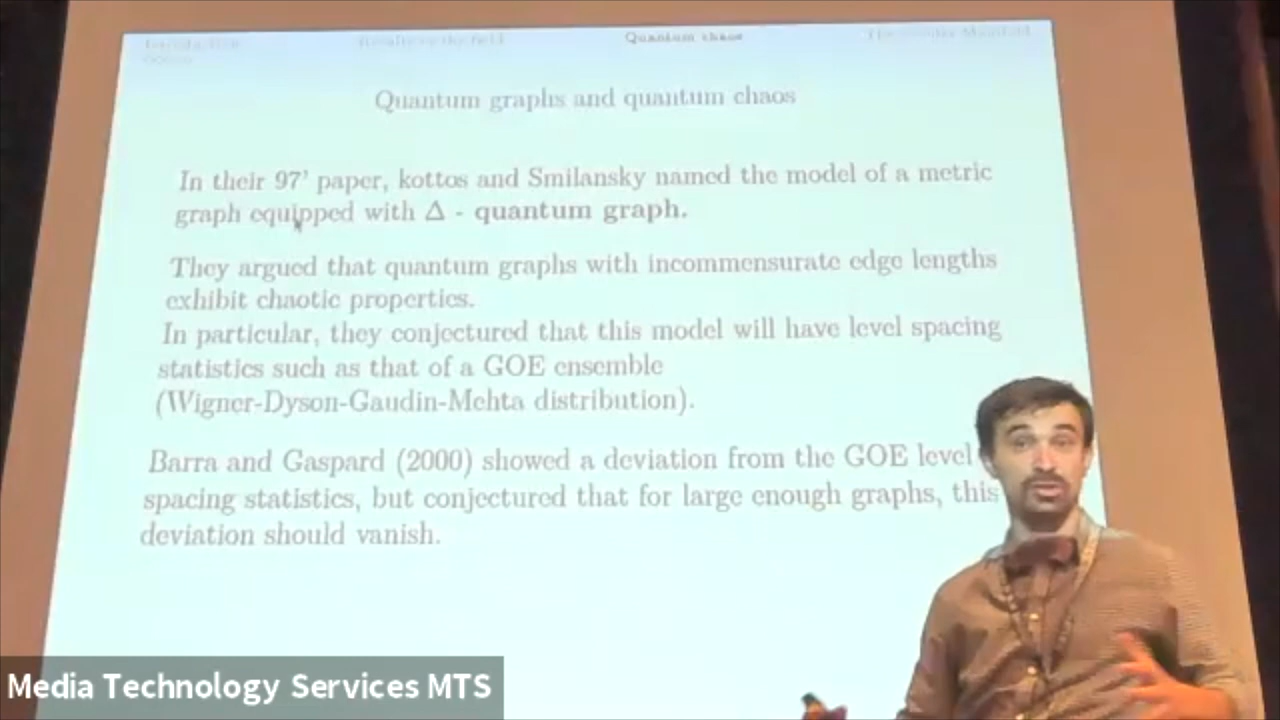 Quantum chaos
Quantum graphs and quantum chaos
In their 97' paper, kottos and Smilansky named the model of a metric
graph equipped with Δ - quantum graph.
They argued that quantum graphs with incommensurate edge lengths
exhibit chaotic properties.
In particular, they conjectured that this model will have level spacing
statistics such as that of a GOE ensemble
(Wigner-Dyson-Gaudin-Mehta distribution).
Barra and Gaspard (2000) showed a deviation from the GOE level
spacing statistics, but conjectured that for large enough graphs, this
deviation should vanish.
Media Technology Services MTS